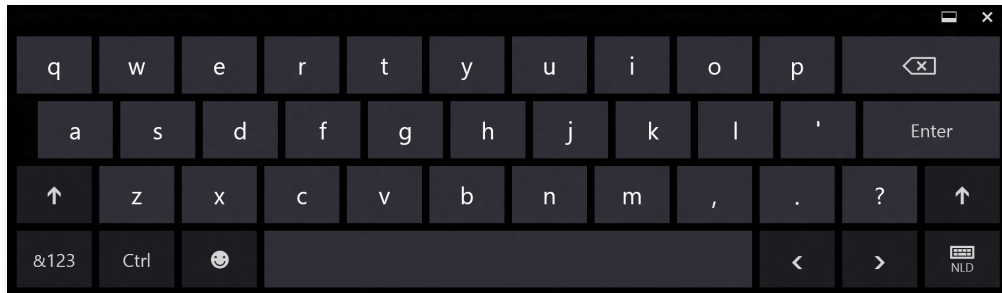 q w e r t y u i o p
a s d f g h j k l ' Enter
z x c v b n m , . ?
&123 Ctrl < > NLD